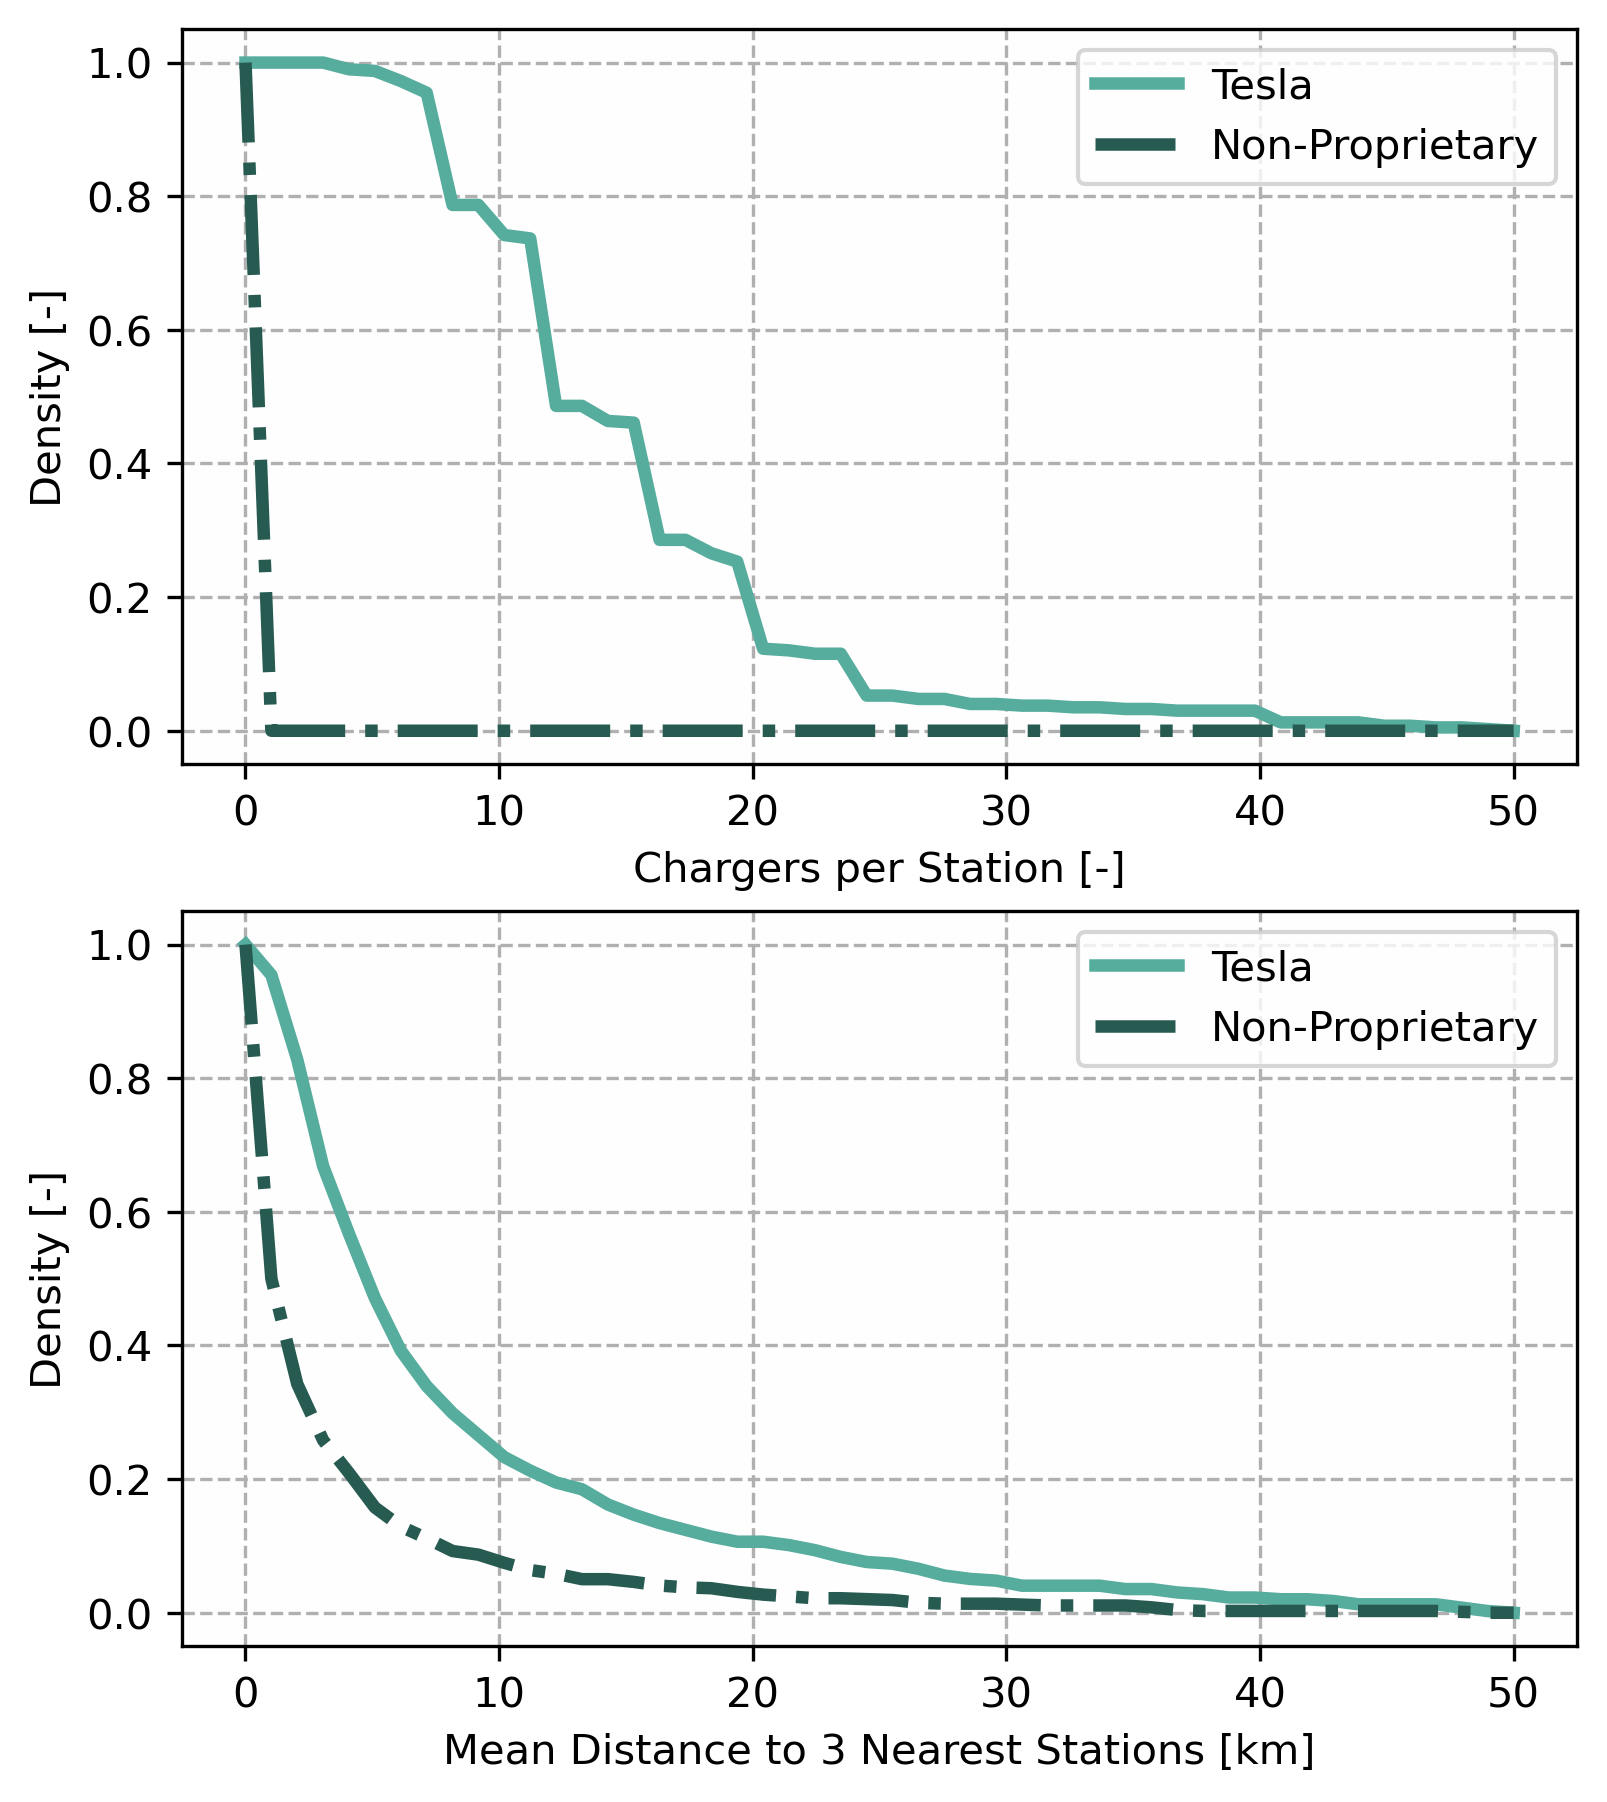 1.0
0.8
0.6
0.4
0.2
0.0
Density [-]
Tesla
Non-Proprietary
0 10 20 30 40 50
Chargers per Station [-]
1.0
0.8
0.6
0.4
0.2
0.0
Density [-]
Tesla
Non-Proprietary
0 10 20 30 40 50
Mean Distance to 3 Nearest Stations [km]